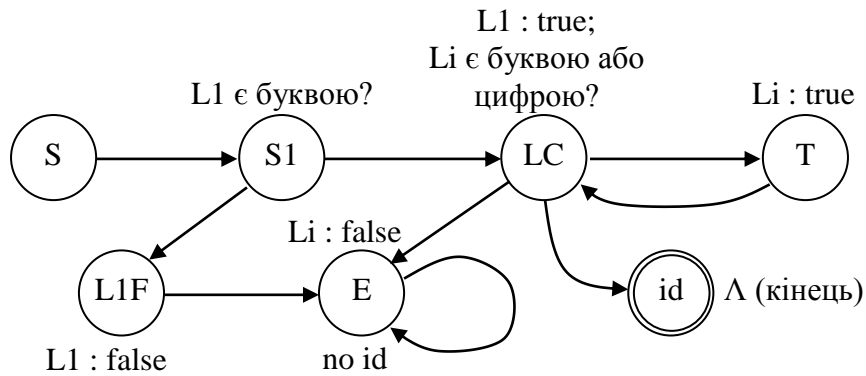 L1 : true;
Li є буквою або
цифрою?
L1 є буквою?
Li : true
S
S1
LC
T
Li : false
L1F
E
id
Λ (кінець)
L1 : false
no id